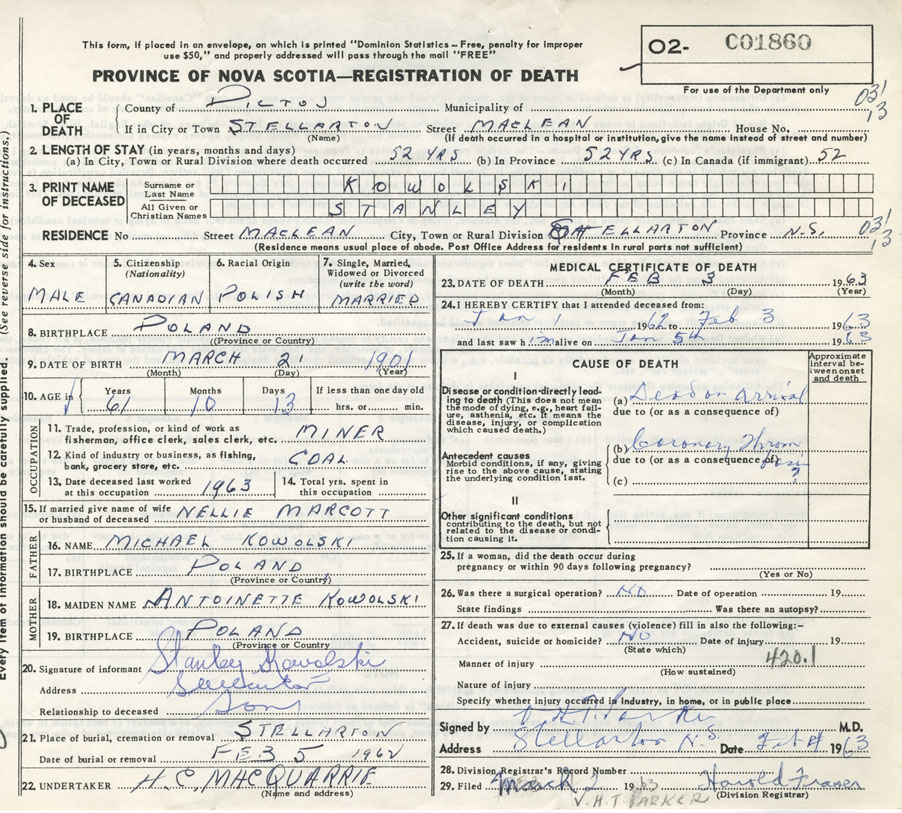 This form, if placed in an envelope, on which is printed "Dominion Statistics – Free, penalty for improper
use $50," and properly addressed will pass through the mail "FREE"
PROVINCE OF NOVA SCOTIA—REGISTRATION OF DEATH
O2- C01860
For use of the Department only
031
13
1. PLACE OF DEATH
County of PICTOU Municipality of
If in City or Town STELLARTON Street MACLEAN House No.
(Name) (If death occurred in a hospital or institution, give the name instead of street and number)
2. LENGTH OF STAY (in years, months and days)
(a) In City, Town or Rural Division where death occurred 52 YRS (b) In Province 52 YRS. (c) In Canada (if immigrant) 52
3. PRINT NAME OF DECEASED
Surname or Last Name KOWOLSKI
All Given or Christian Names STANLEY
RESIDENCE No Street MACLEAN City, Town or Rural Division STELLARTON Province N.S. 031
13
(Residence means usual place of abode. Post Office Address for residents in rural parts not sufficient)
4. Sex MALE
5. Citizenship (Nationality) CANADIAN
6. Racial Origin POLISH
7. Single, Married, Widowed or Divorced (write the word) MARRIED
8. BIRTHPLACE POLAND
(Province or Country)
9. DATE OF BIRTH MARCH 21 1901
(Month) (Day) (Year)
10. AGE in Years 61 Months 10 Days 13 If less than one day old hrs. or min.
OCCUPATION
11. Trade, profession, or kind of work as fisherman, office clerk, sales clerk, etc. MINER
12. Kind of industry or business, as fishing, bank, grocery store, etc. COAL
13. Date deceased last worked at this occupation 1963
14. Total yrs. spent in this occupation
15. If married give name of wife or husband of deceased NELLIE MARCOTT
FATHER
16. NAME MICHAEL KOWOLSKI
17. BIRTHPLACE POLAND
(Province or Country)
MOTHER
18. MAIDEN NAME ANTOINETTE KOWOLSKI
19. BIRTHPLACE POLAND
(Province or Country)
20. Signature of informant Stanley Kowolski
Address Stellarton
Relationship to deceased Son
21. Place of burial, cremation or removal STELLARTON
Date of burial or removal FEB 5 1962
22. UNDERTAKER H.C. MACQUARRIE
(Name and address)
MEDICAL CERTIFICATE OF DEATH
23. DATE OF DEATH FEB 3 1963
(Month) (Day) (Year)
24. I HEREBY CERTIFY that I attended deceased from:
Jan 1 1962 to Feb 3 1963
and last saw him alive on Jan 5th 1963
CAUSE OF DEATH
Approximate interval between onset and death
I
Disease or condition directly leading to death (This does not mean the mode of dying, e.g., heart failure, asthenia, etc. It means the disease, injury, or complication which caused death.)
(a) Dead on arrival
due to (or as a consequence of)
Antecedent causes
Morbid conditions, if any, giving rise to the above cause, stating the underlying condition last.
(b) Coronary Thrombosis
due to (or as a consequence of)
(c) ?
II
Other significant conditions contributing to the death, but not related to the disease or condition causing it.
25. If a woman, did the death occur during
pregnancy or within 90 days following pregnancy?
(Yes or No)
26. Was there a surgical operation? NO Date of operation 19
State findings Was there an autopsy?
27. If death was due to external causes (violence) fill in also the following:–
Accident, suicide or homicide? NO Date of injury 19
(State which)
420.1
Manner of injury
(How sustained)
Nature of injury
Specify whether injury occurred in industry, in home, or in public place
Signed by V.H.T. Parker M.D.
Address Stellarton N.S. Date Feb 4 1963
28. Division Registrar's Record Number
29. Filed March 2 1963 Harold Fraser
(Division Registrar)
V.H.T. PARKER
Every item of information should be carefully supplied. (See reverse side for instructions.)